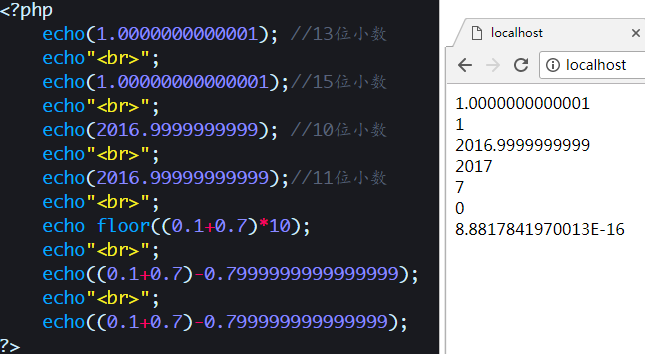 <?php
echo(1.0000000000001); //13位小数
echo"<br>";
echo(1.00000000000001);//15位小数
echo"<br>";
echo(2016.9999999999); //10位小数
echo"<br>";
echo(2016.99999999999);//11位小数
echo"<br>";
echo floor((0.1+0.7)*10);
echo"<br>";
echo((0.1+0.7)-0.7999999999999999);
echo"<br>";
echo((0.1+0.7)-0.799999999999999);
?>
localhost
localhost
1.0000000000001
1
2016.9999999999
2017
7
0
8.8817841970013E-16